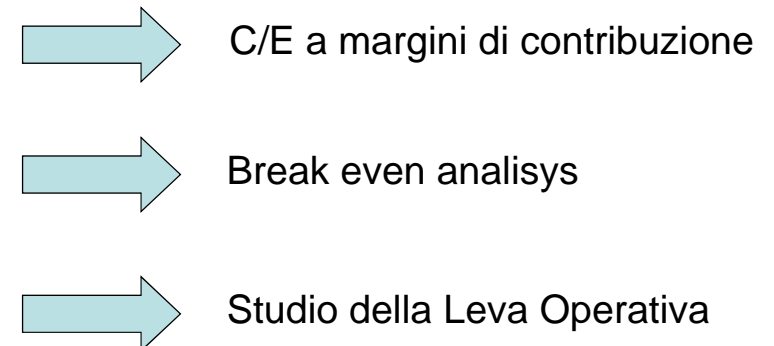 C/E a margini di contribuzione
Break even analisys
Studio della Leva Operativa